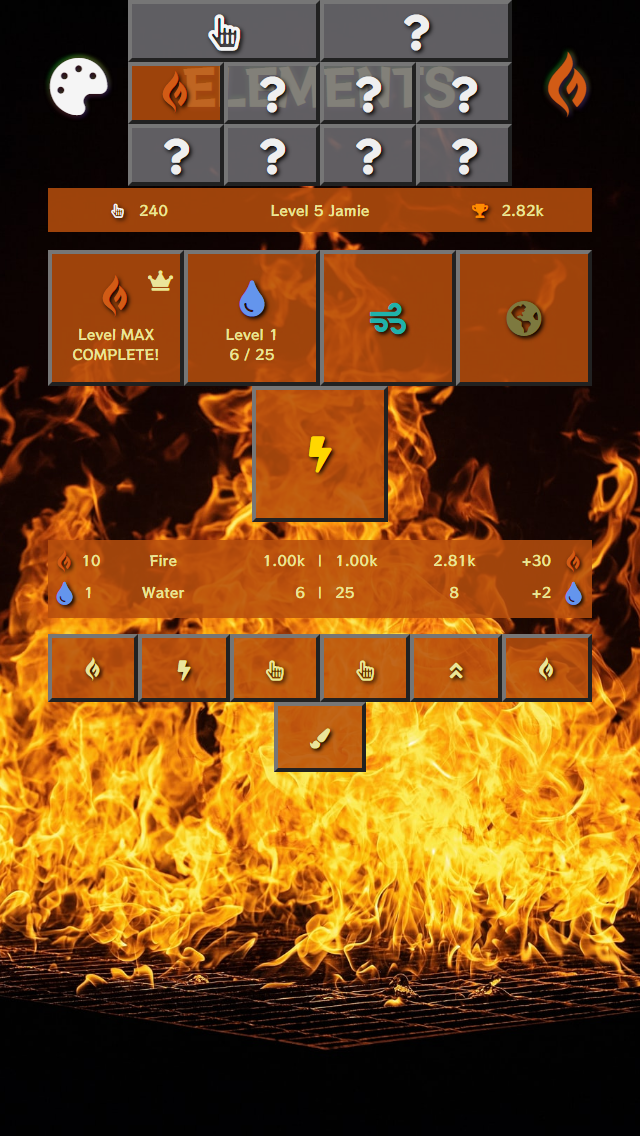 ?
ELEMENTS
? ? ?
? ? ? ?
240 Level 5 Jamie 2.82k
Level MAX
COMPLETE!
Level 1
6 / 25
10 Fire 1.00k | 1.00k 2.81k +30
1 Water 6 | 25 8 +2